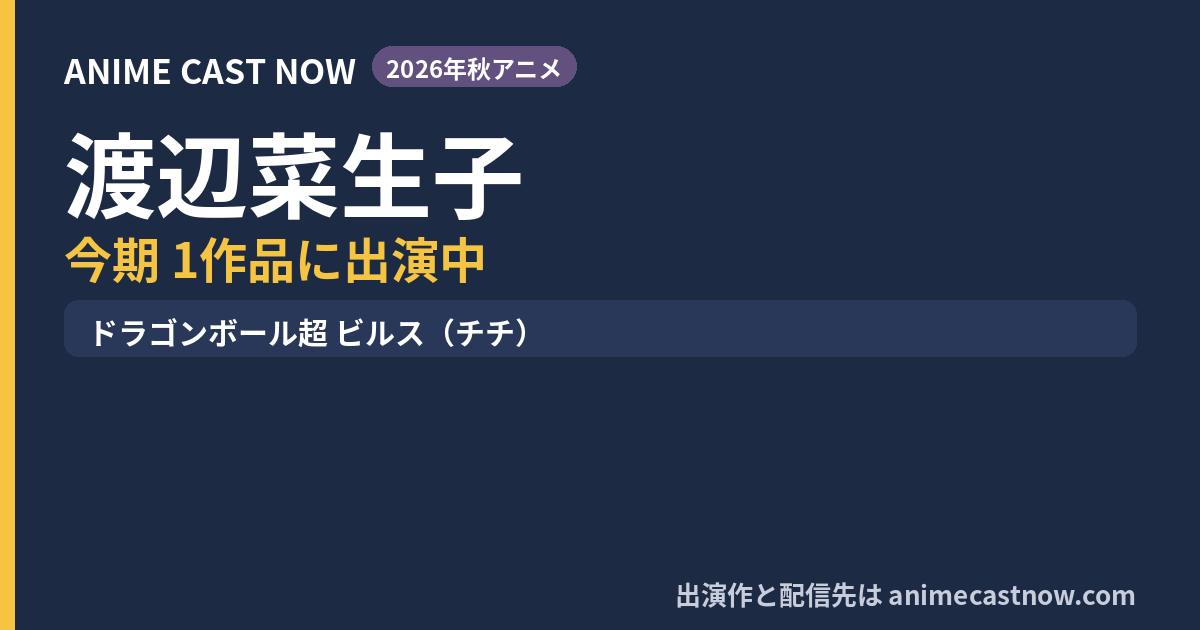 ANIME CAST NOW 2026年秋アニメ
渡辺菜生子
今期 1作品に出演中
ドラゴンボール超 ビルス（チチ）
出演作と配信先は animecastnow.com